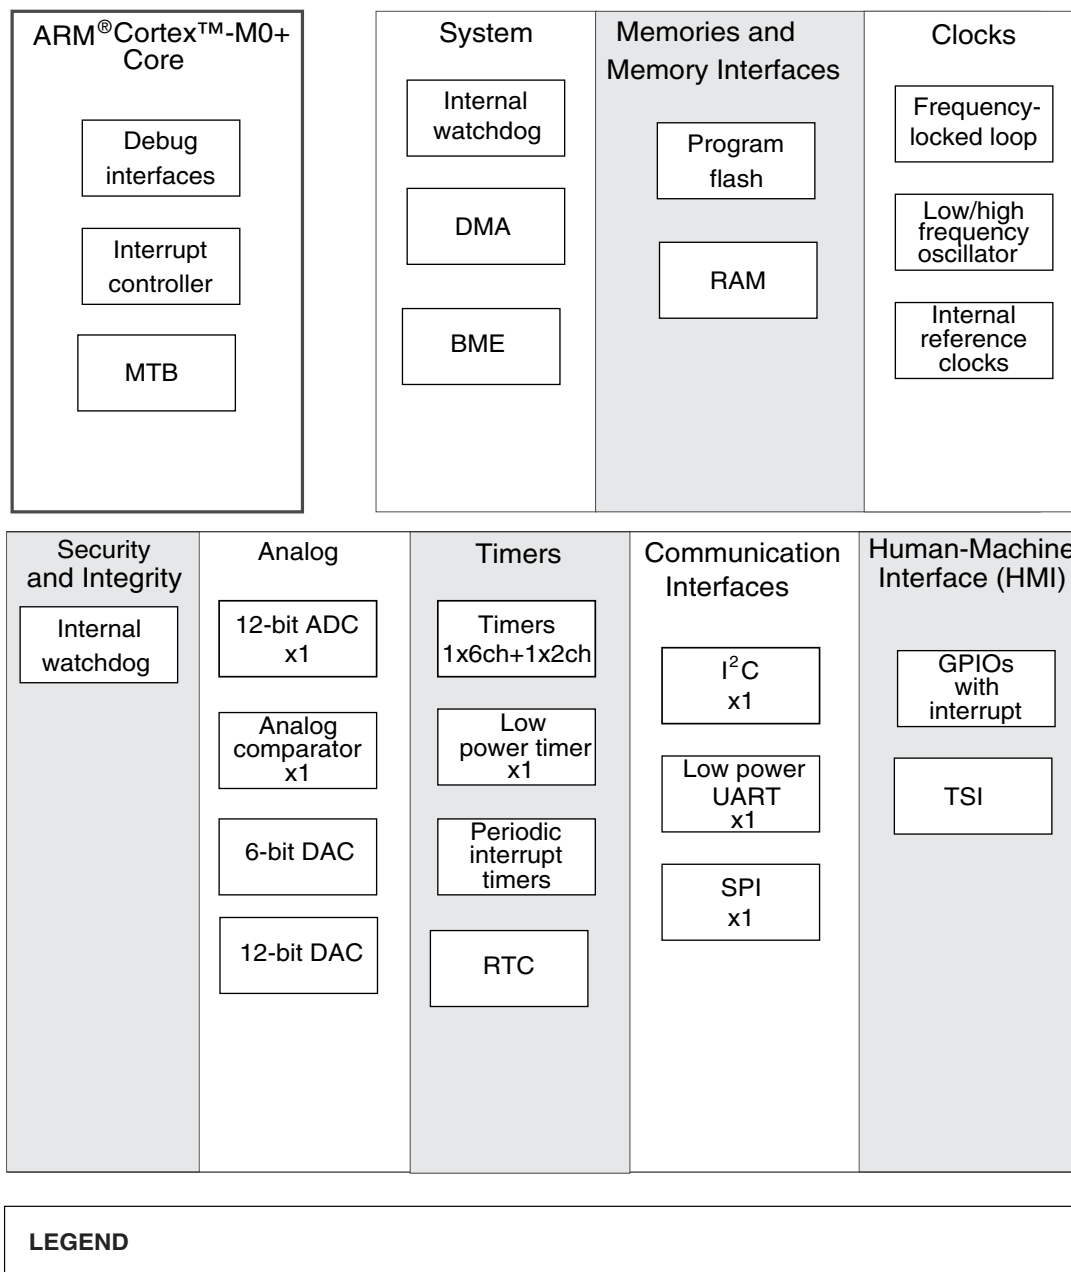 ARM®Cortex™-M0+
Core
Debug
interfaces
Interrupt
controller
MTB
System
Internal
watchdog
DMA
BME
Memories and
Memory Interfaces
Program
flash
RAM
Clocks
Frequency-
locked loop
Low/high
frequency
oscillator
Internal
reference
clocks
Security
and Integrity
Internal
watchdog
Analog
12-bit ADC
x1
Analog
comparator
x1
6-bit DAC
12-bit DAC
Timers
Timers
1x6ch+1x2ch
Low
power timer
x1
Periodic
interrupt
timers
RTC
Communication
Interfaces
I²C
x1
Low power
UART
x1
SPI
x1
Human-Machine
Interface (HMI)
GPIOs
with
interrupt
TSI
LEGEND